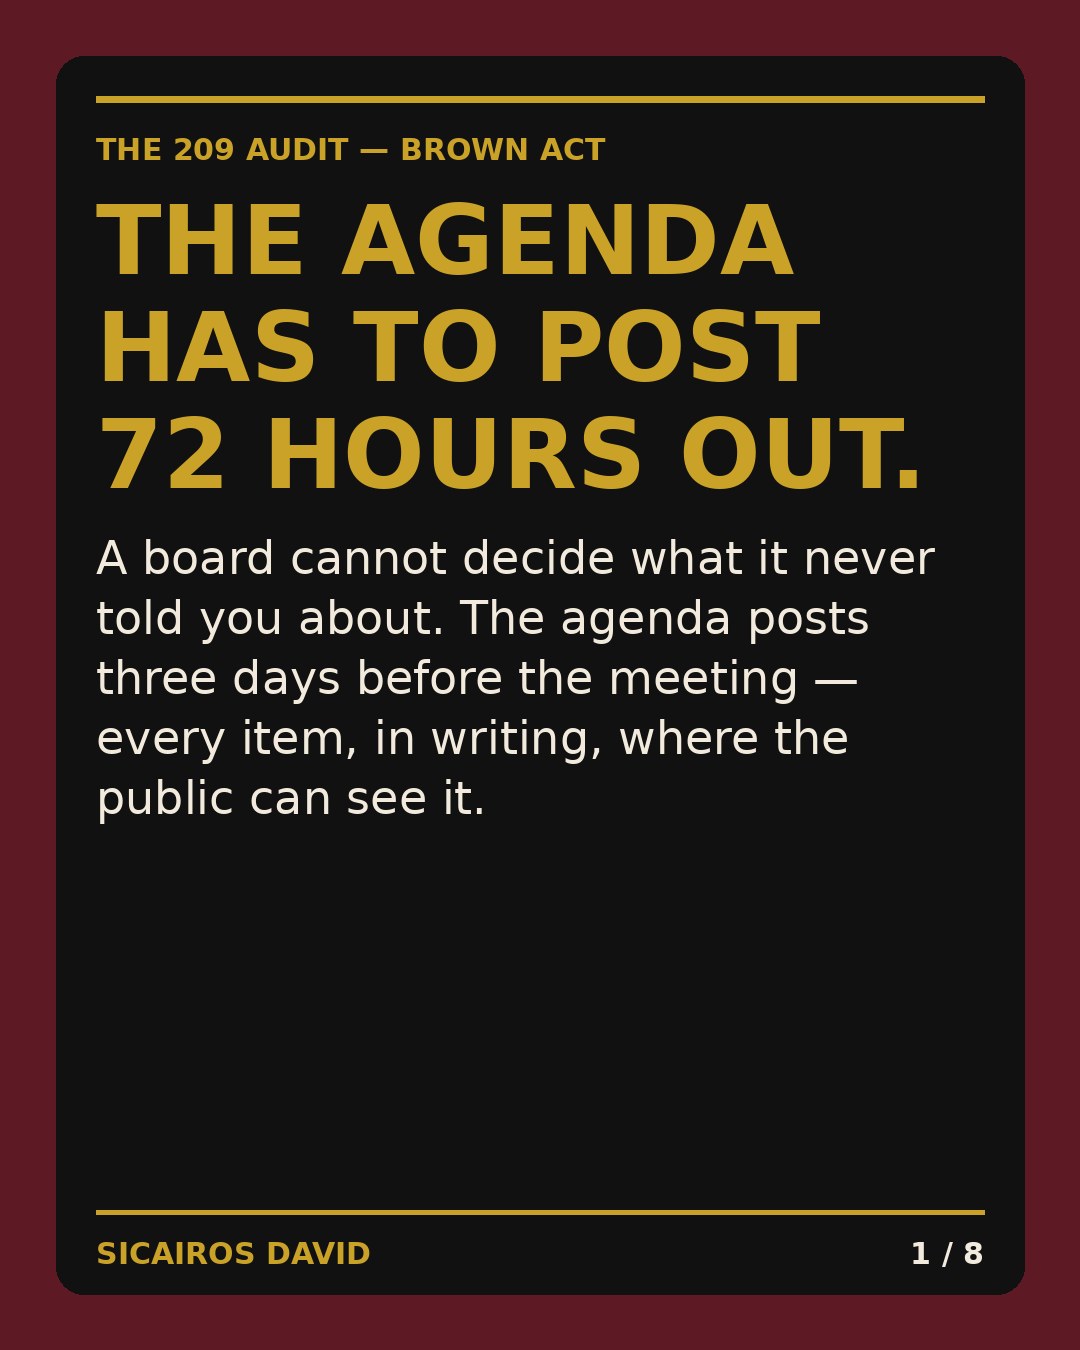 THE 209 AUDIT — BROWN ACT
THE AGENDA
HAS TO POST
72 HOURS OUT.
A board cannot decide what it never
told you about. The agenda posts
three days before the meeting —
every item, in writing, where the
public can see it.
SICAIROS DAVID
1 / 8